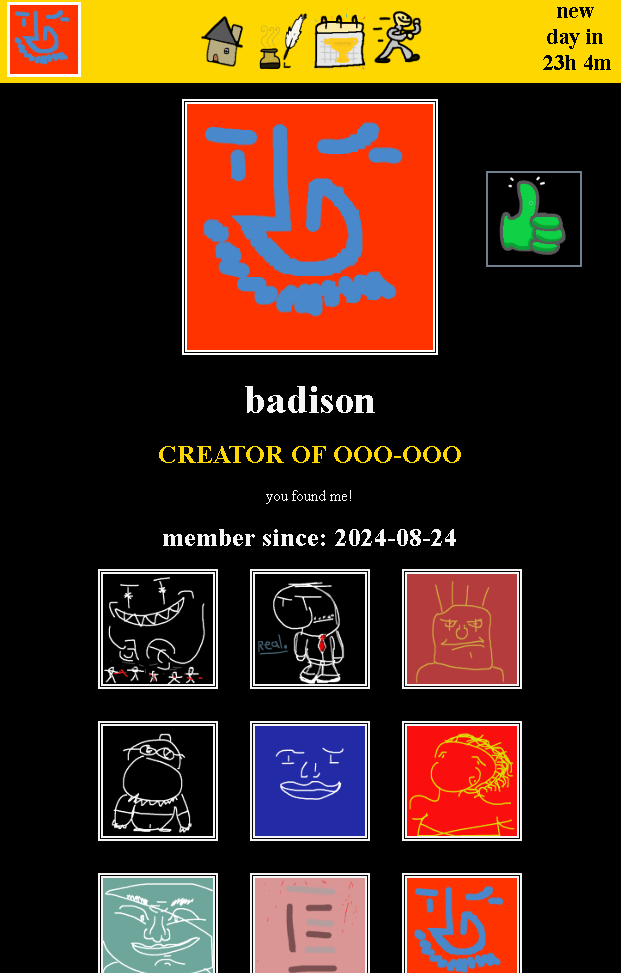 new
day in
23h 4m
badison
CREATOR OF OOO-OOO
you found me!
member since: 2024-08-24
Real.